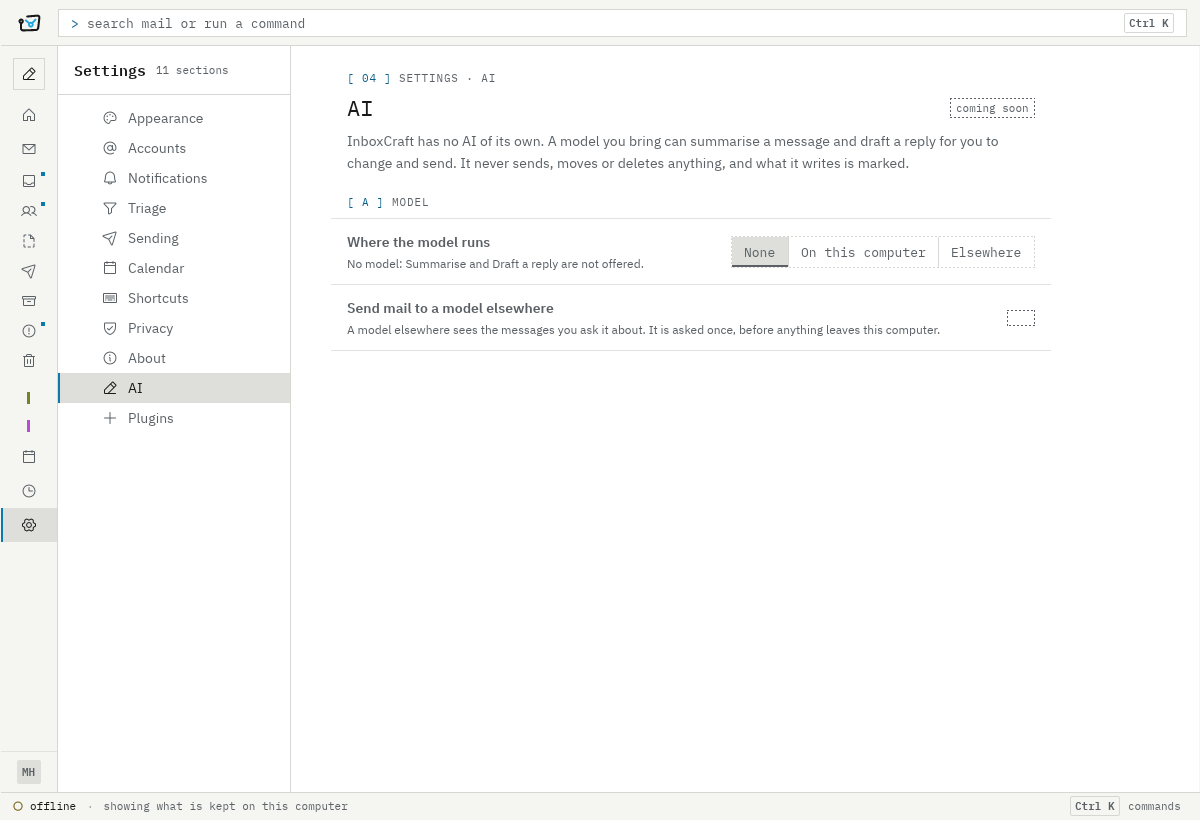 > search mail or run a command
Ctrl K
Settings 11 sections
Appearance
Accounts
Notifications
Triage
Sending
Calendar
Shortcuts
Privacy
About
AI
Plugins
[ 04 ] SETTINGS · AI
AI
coming soon
InboxCraft has no AI of its own. A model you bring can summarise a message and draft a reply for you to
change and send. It never sends, moves or deletes anything, and what it writes is marked.
[ A ] MODEL
Where the model runs
No model: Summarise and Draft a reply are not offered.
None On this computer Elsewhere
Send mail to a model elsewhere
A model elsewhere sees the messages you ask it about. It is asked once, before anything leaves this computer.
MH
offline · showing what is kept on this computer
Ctrl K commands